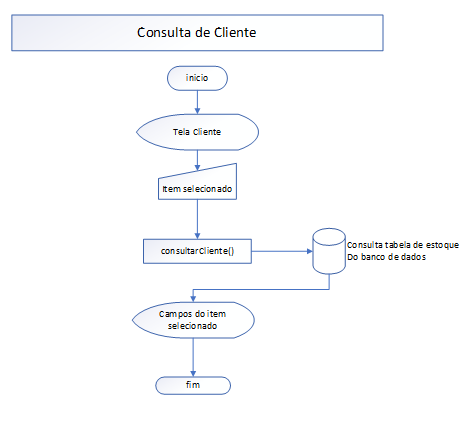 Consulta de Cliente
inicio
Tela Cliente
Item selecionado
consultarCliente()
Consulta tabela de estoque
Do banco de dados
Campos do item
selecionado
fim